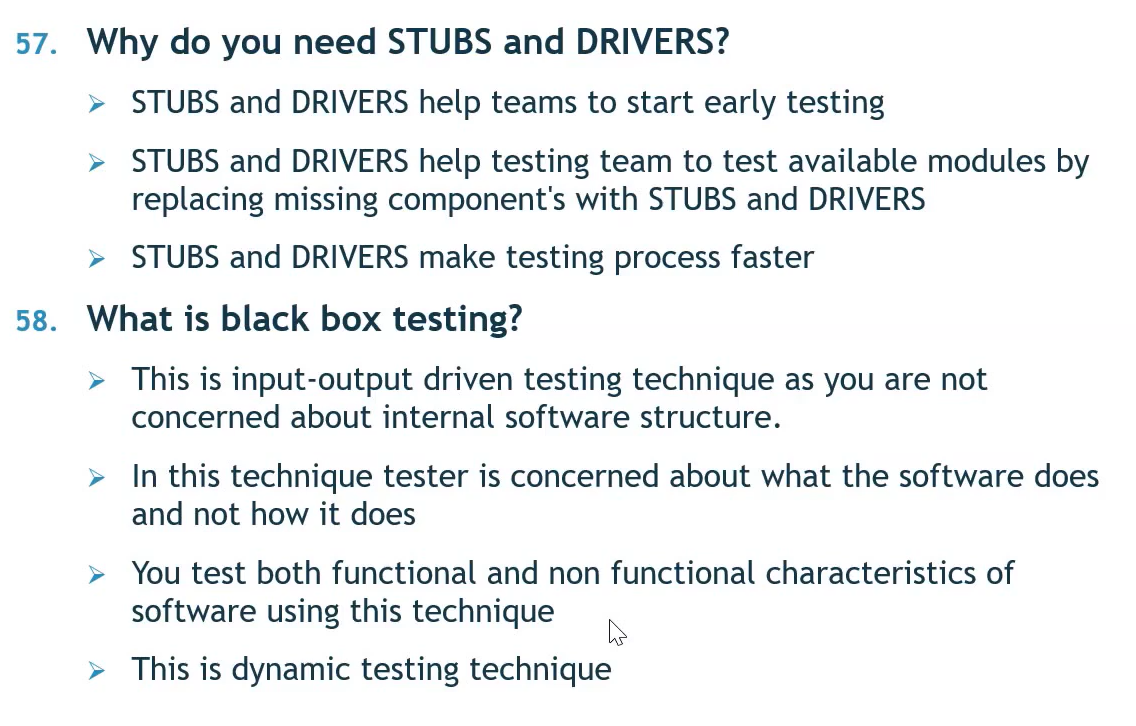 57. Why do you need STUBS and DRIVERS?
➢ STUBS and DRIVERS help teams to start early testing
➢ STUBS and DRIVERS help testing team to test available modules by
replacing missing component's with STUBS and DRIVERS
➢ STUBS and DRIVERS make testing process faster
58. What is black box testing?
➢ This is input-output driven testing technique as you are not
concerned about internal software structure.
➢ In this technique tester is concerned about what the software does
and not how it does
➢ You test both functional and non functional characteristics of
software using this technique
➢ This is dynamic testing technique